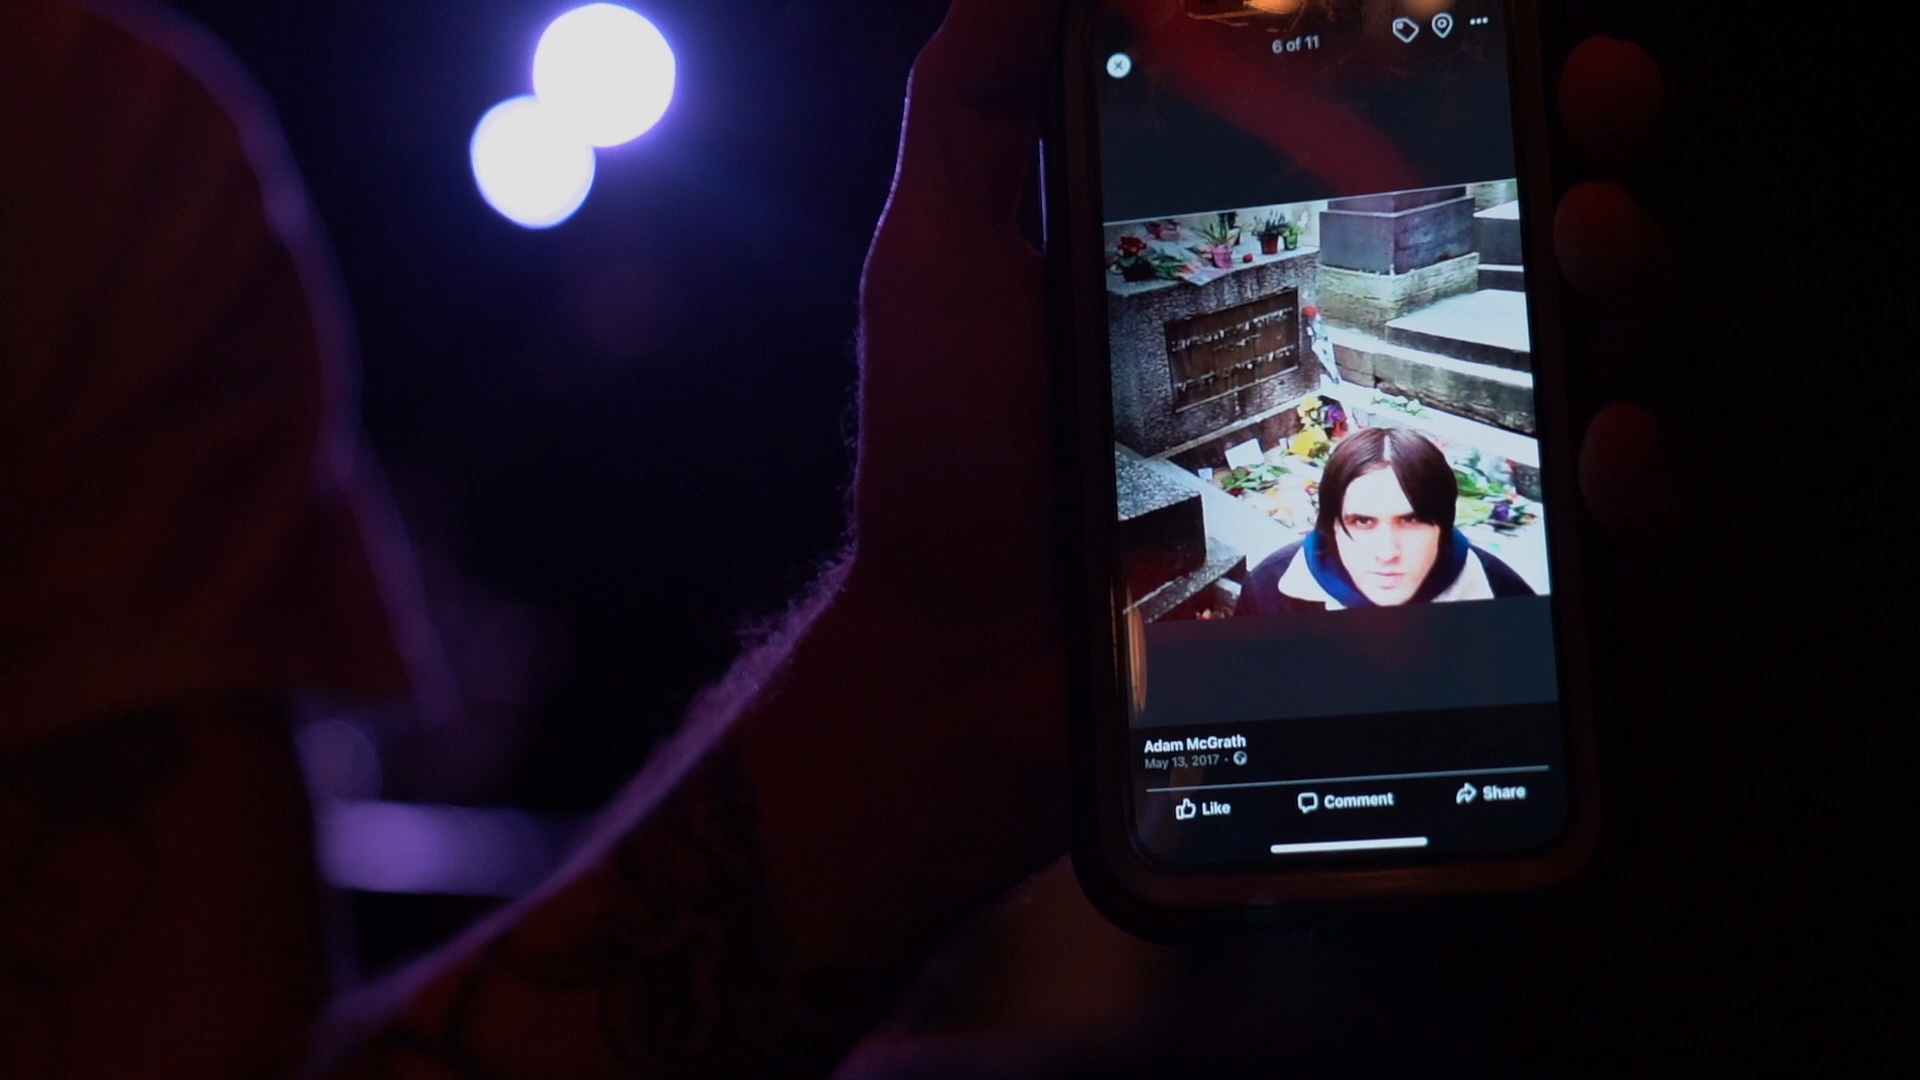 6 of 11
Adam McGrath
May 13, 2017 ·
Like
Comment
Share